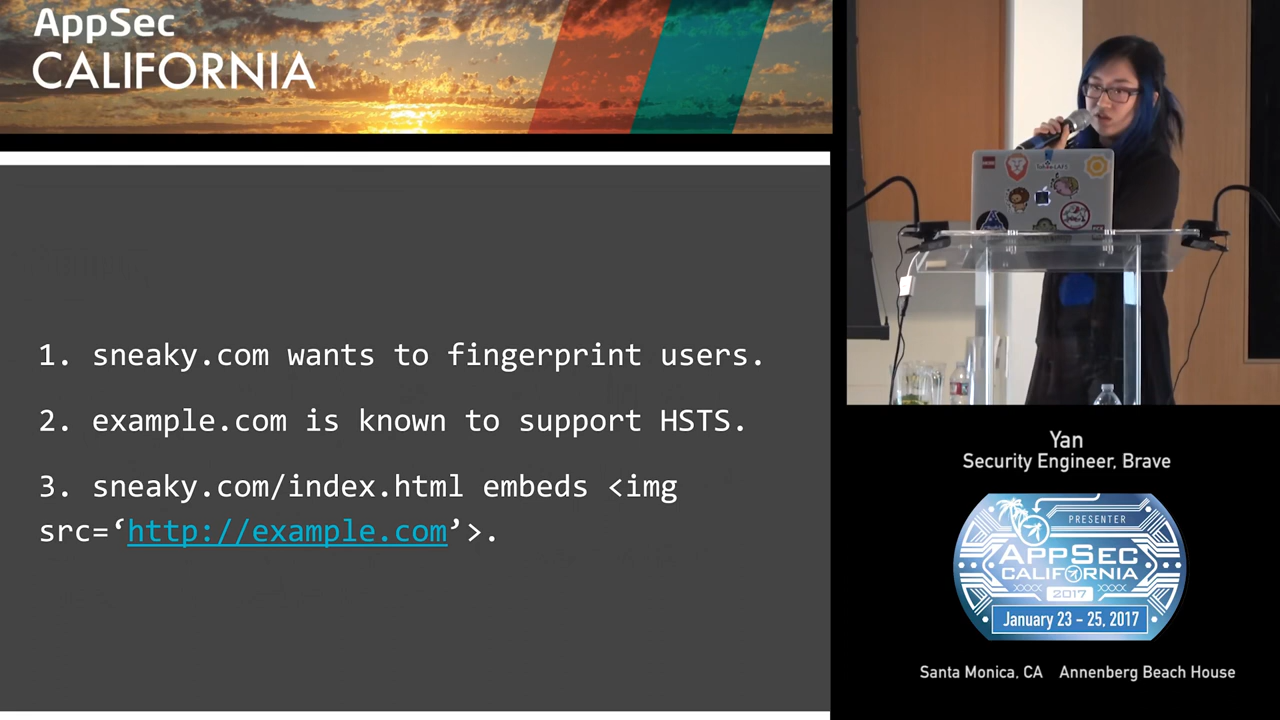 AppSec
CALIFORNIA
1. sneaky.com wants to fingerprint users.
2. example.com is known to support HSTS.
3. sneaky.com/index.html embeds <img
src=‘http://example.com’>.
Yan
Security Engineer, Brave
PRESENTER
APPSEC
CALIFORNIA
2017
January 23 - 25, 2017
Santa Monica, CA Annenberg Beach House